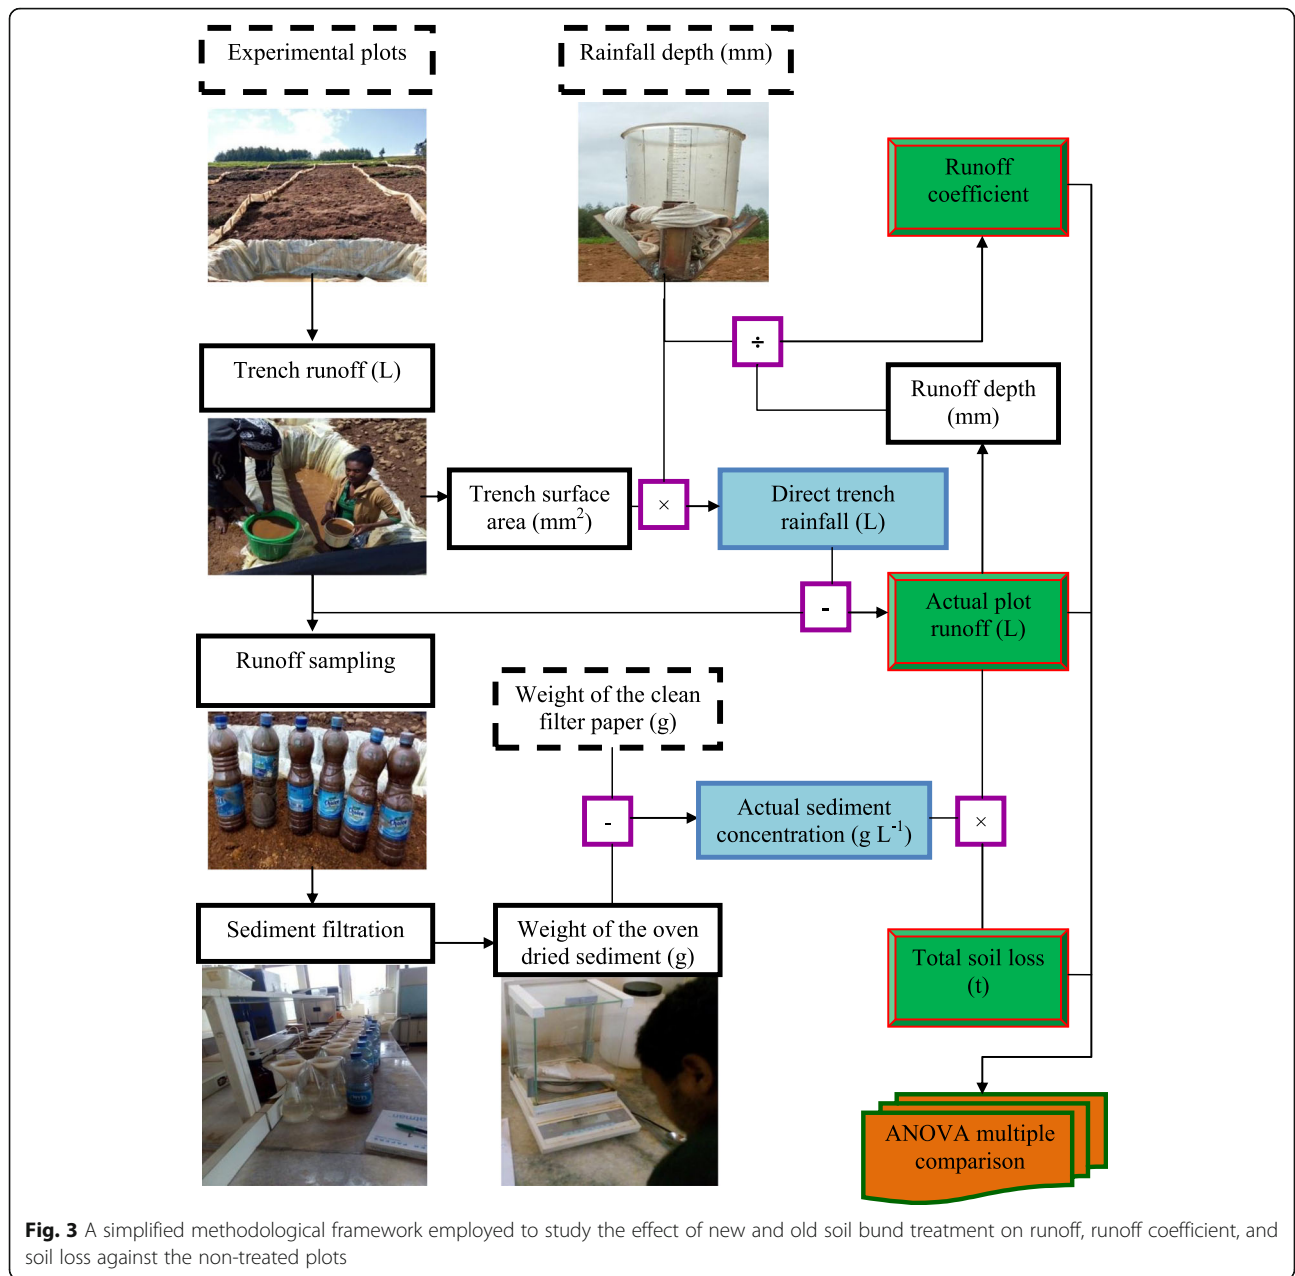 Experimental plots
Rainfall depth (mm)
Runoff
coefficient
÷
Trench runoff (L)
Runoff depth
(mm)
Trench surface
area (mm²)
×
Direct trench
rainfall (L)
-
Actual plot
runoff (L)
Runoff sampling
Weight of the clean
filter paper (g)
-
Actual sediment
concentration (g L⁻¹)
×
Sediment filtration
Weight of the oven
dried sediment (g)
Total soil loss
(t)
ANOVA multiple
comparison
Fig. 3 A simplified methodological framework employed to study the effect of new and old soil bund treatment on runoff, runoff coefficient, and
soil loss against the non-treated plots